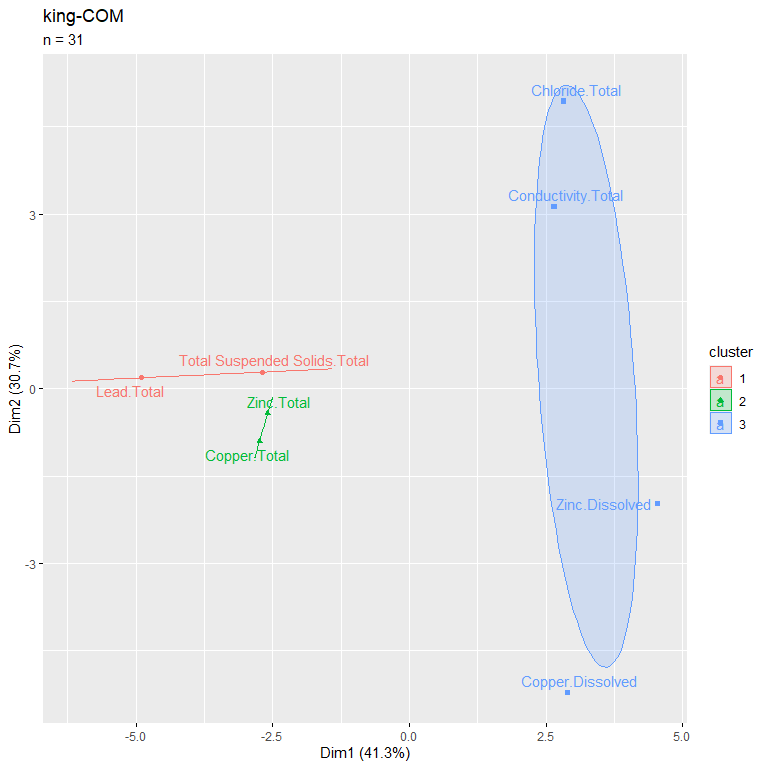 king-COM
n = 31
Chloride.Total
Conductivity.Total
3
cluster
Total Suspended Solids.Total
a 1
0
Lead.Total
Zinc.Total
a 2
a 3
Dim2 (30.7%)
Copper.Total
Zinc.Dissolved
-3
Copper.Dissolved
-5.0 -2.5 0.0 2.5 5.0
Dim1 (41.3%)